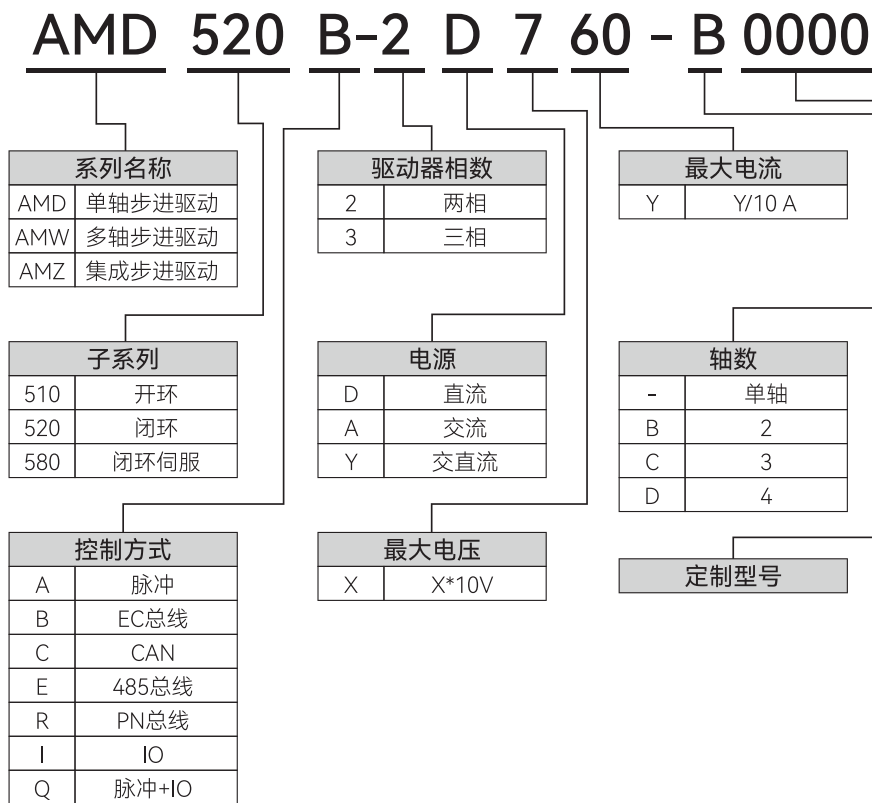 AMD 520 B-2 D 7 60 - B 0000
系列名称
AMD 单轴步进驱动
AMW 多轴步进驱动
AMZ 集成步进驱动
子系列
510 开环
520 闭环
580 闭环伺服
控制方式
A 脉冲
B EC总线
C CAN
E 485总线
R PN总线
I IO
Q 脉冲+IO
驱动器相数
2 两相
3 三相
电源
D 直流
A 交流
Y 交直流
最大电压
X X*10V
最大电流
Y Y/10 A
轴数
- 单轴
B 2
C 3
D 4
定制型号